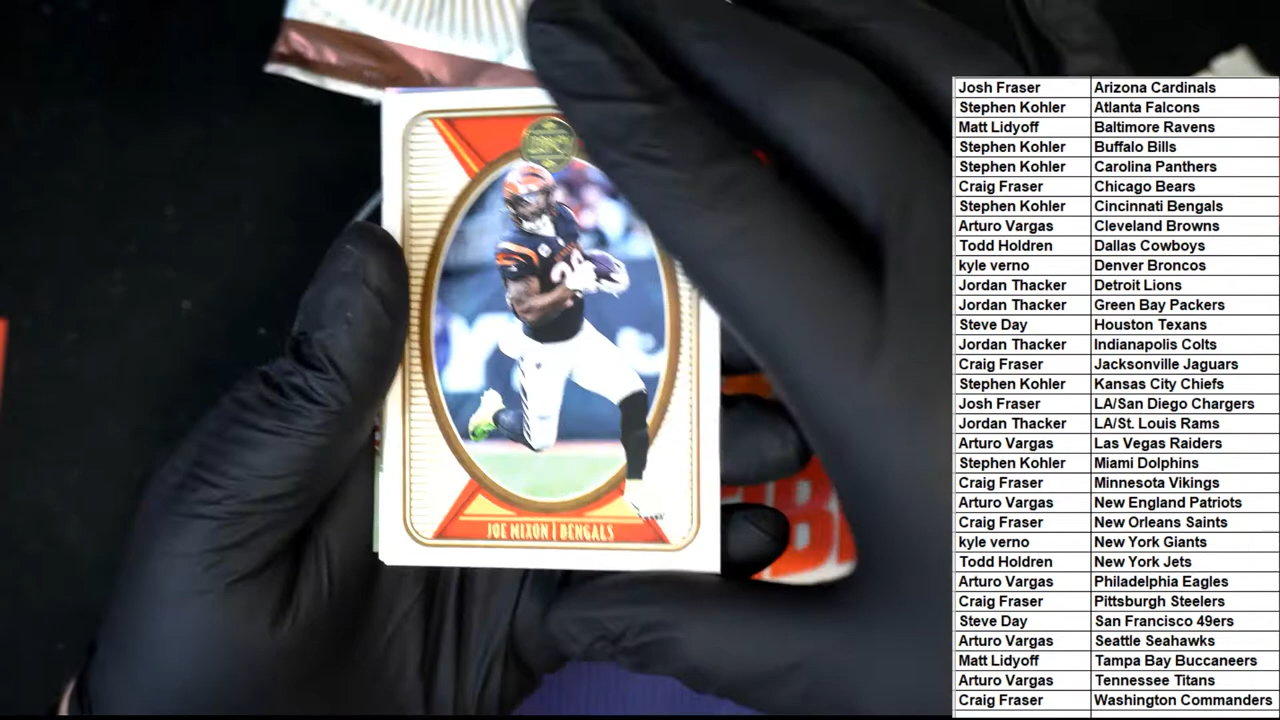 JOE MIXON | BENGALS
Josh Fraser Arizona Cardinals
Stephen Kohler Atlanta Falcons
Matt Lidyoff Baltimore Ravens
Stephen Kohler Buffalo Bills
Stephen Kohler Carolina Panthers
Craig Fraser Chicago Bears
Stephen Kohler Cincinnati Bengals
Arturo Vargas Cleveland Browns
Todd Holdren Dallas Cowboys
kyle verno Denver Broncos
Jordan Thacker Detroit Lions
Jordan Thacker Green Bay Packers
Steve Day Houston Texans
Jordan Thacker Indianapolis Colts
Craig Fraser Jacksonville Jaguars
Stephen Kohler Kansas City Chiefs
Josh Fraser LA/San Diego Chargers
Jordan Thacker LA/St. Louis Rams
Arturo Vargas Las Vegas Raiders
Stephen Kohler Miami Dolphins
Craig Fraser Minnesota Vikings
Arturo Vargas New England Patriots
Craig Fraser New Orleans Saints
kyle verno New York Giants
Todd Holdren New York Jets
Arturo Vargas Philadelphia Eagles
Craig Fraser Pittsburgh Steelers
Steve Day San Francisco 49ers
Arturo Vargas Seattle Seahawks
Matt Lidyoff Tampa Bay Buccaneers
Arturo Vargas Tennessee Titans
Craig Fraser Washington Commanders